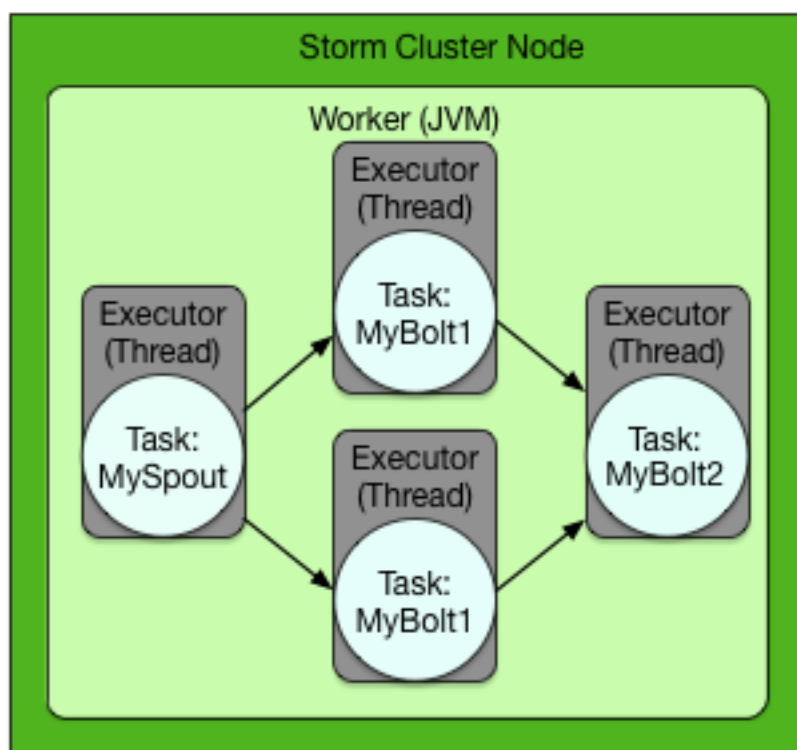 Storm Cluster Node
Worker (JVM)
Executor
(Thread)
Task:
MyBolt1
Executor
(Thread)
Task:
MySpout
Executor
(Thread)
Task:
MyBolt2
Executor
(Thread)
Task:
MyBolt1